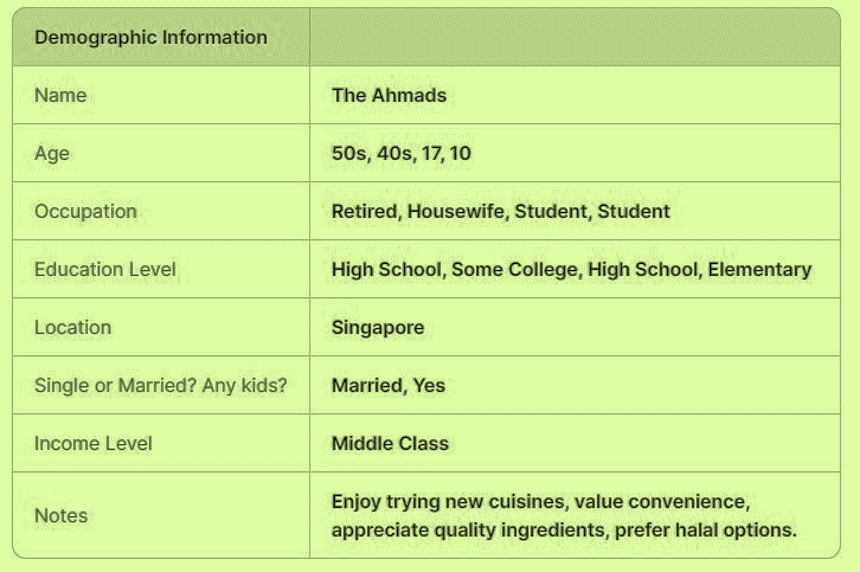 Demographic Information
Name
The Ahmads
Age
50s, 40s, 17, 10
Occupation
Retired, Housewife, Student, Student
Education Level
High School, Some College, High School, Elementary
Location
Singapore
Single or Married? Any kids?
Married, Yes
Income Level
Middle Class
Notes
Enjoy trying new cuisines, value convenience,
appreciate quality ingredients, prefer halal options.